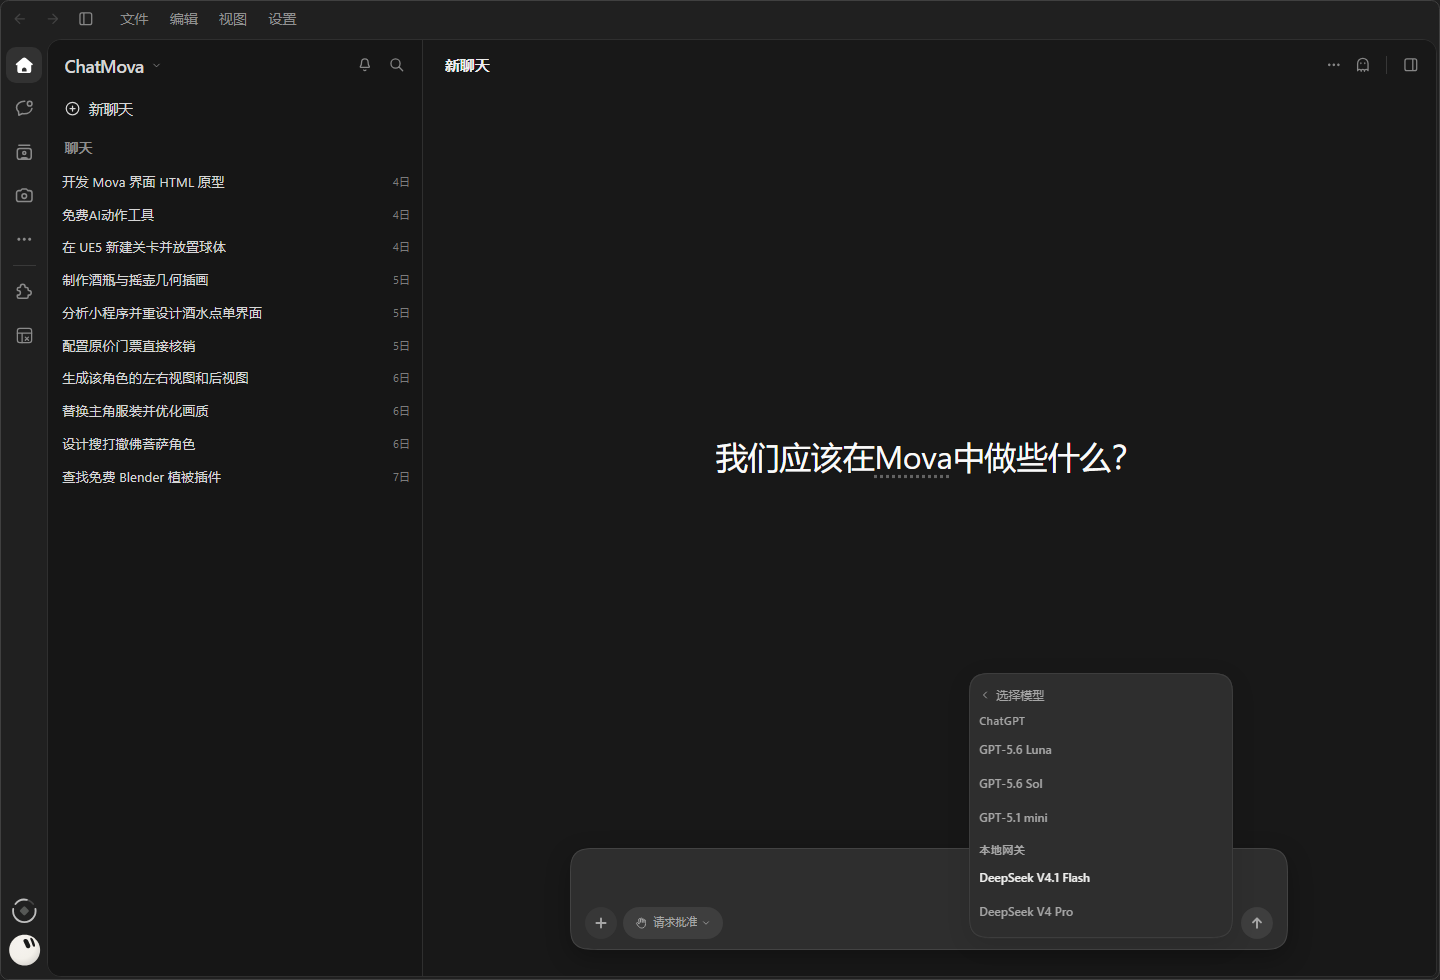 文件 编辑 视图 设置
ChatMova
新聊天
新聊天
聊天
开发 Mova 界面 HTML 原型 4日
免费AI动作工具 4日
在 UE5 新建关卡并放置球体 4日
制作酒瓶与摇壶几何插画 5日
分析小程序并重设计酒水点单界面 5日
配置原价门票直接核销 5日
生成该角色的左右视图和后视图 6日
替换主角服装并优化画质 6日
设计搜打撤佛菩萨角色 6日
查找免费 Blender 植被插件 7日
我们应该在Mova中做些什么？
选择模型
ChatGPT
GPT-5.6 Luna
GPT-5.6 Sol
GPT-5.1 mini
本地网关
DeepSeek V4.1 Flash
DeepSeek V4 Pro
请求批准